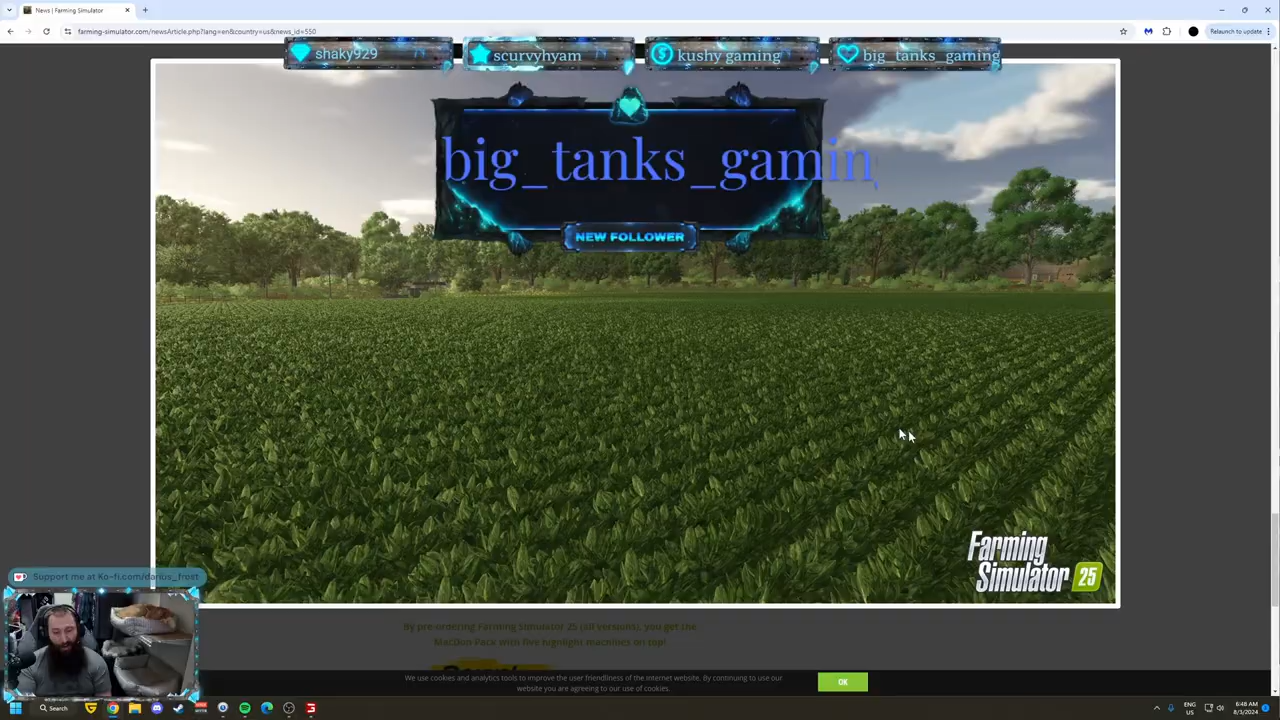 News | Farming Simulator
farming-simulator.com/newsArticle.php?lang=en&country=us&news_id=550
Relaunch to update
shaky929
scurvyhyam
kushy gaming
big_tanks_gaming
big_tanks_gamin
NEW FOLLOWER
Farming
Simulator 25
Support me at Ko-fi.com/darius_frost
By pre-ordering Farming Simulator 25 (all versions), you get the
MacDon Pack with five highlight machines on top!
We use cookies and analytics tools to improve the user friendliness of the internet website. By continuing to use our
website you are agreeing to our use of cookies.
OK
Search
ENG
US
6:48 AM
8/3/2024